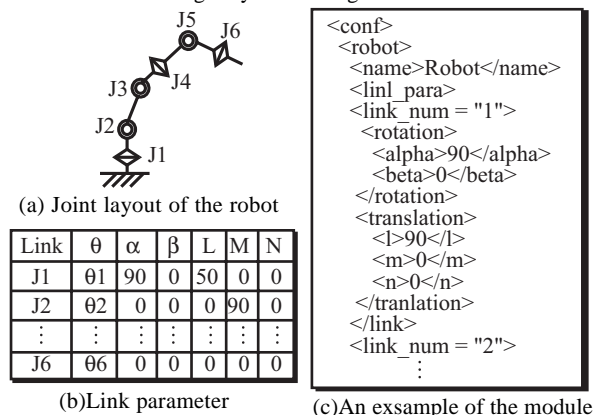 J5
J6
J3
J4
J2
J1
(a) Joint layout of the robot
Link θ α β L M N
J1 θ1 90 0 50 0 0
J2 θ2 0 0 0 90 0
⋮ ⋮ ⋮ ⋮ ⋮ ⋮ ⋮
J6 θ6 0 0 0 0 0
(b)Link parameter
<conf>
<robot>
<name>Robot</name>
<linl_para>
<link_num = "1">
<rotation>
<alpha>90</alpha>
<beta>0</beta>
</rotation>
<translation>
<l>90</l>
<m>0</m>
<n>0</n>
</tranlation>
</link>
<link_num = "2">
⋮
(c)An exsample of the module